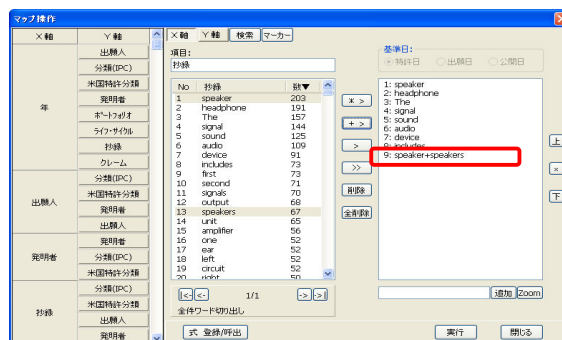 マップ操作
X 軸 Y 軸
年
出願人
分類(IPC)
米国特許分類
発明者
ポートフォリオ
ライフ・サイクル
抄録
クレーム
出願人
分類(IPC)
米国特許分類
発明者
出願人
発明者
発明者
分類(IPC)
米国特許分類
抄録
分類(IPC)
米国特許分類
出願人
発明者
X 軸 Y 軸 検索 マーカー
項目:
抄録
No 抄録 数▼
1 speaker 203
2 headphone 191
3 The 157
4 signal 144
5 sound 125
6 audio 109
7 device 91
8 includes 73
9 first 73
10 second 71
11 signals 70
12 output 68
13 speakers 67
14 unit 65
15 amplifier 56
16 one 52
17 ear 52
18 left 52
19 circuit 52
20 right 50
|<- <- 1/1 -> ->|
全件ワード切り出し
* >
+ >
>
>>
削除
全削除
基準日:
特許日 出願日 公開日
1: speaker
2: headphone
3: The
4: signal
5: sound
6: audio
7: device
8: includes
9: speaker+speakers
上
×
下
追加 Zoom
式 登録/呼出 実行 閉じる